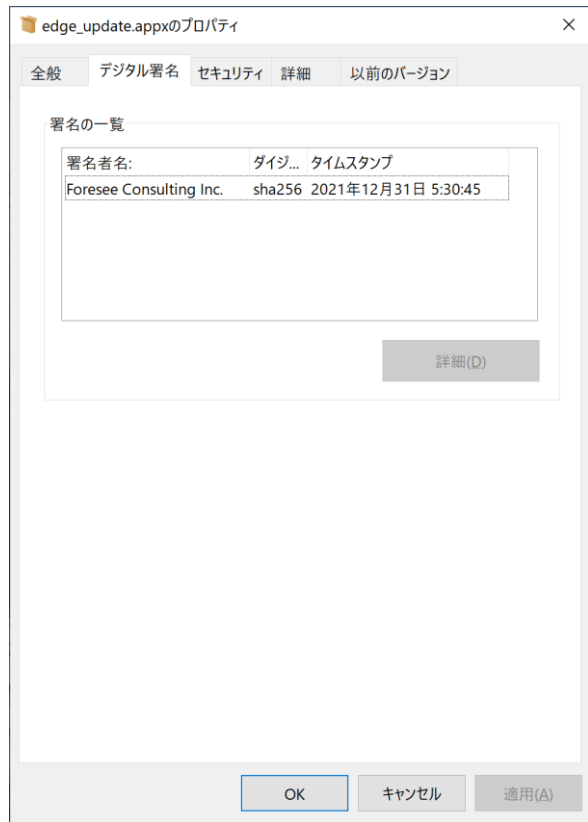 edge_update.appxのプロパティ
全般 デジタル署名 セキュリティ 詳細 以前のバージョン
署名の一覧
署名者名: ダイジ... タイムスタンプ
Foresee Consulting Inc. sha256 2021年12月31日 5:30:45
詳細(D)
OK キャンセル 適用(A)